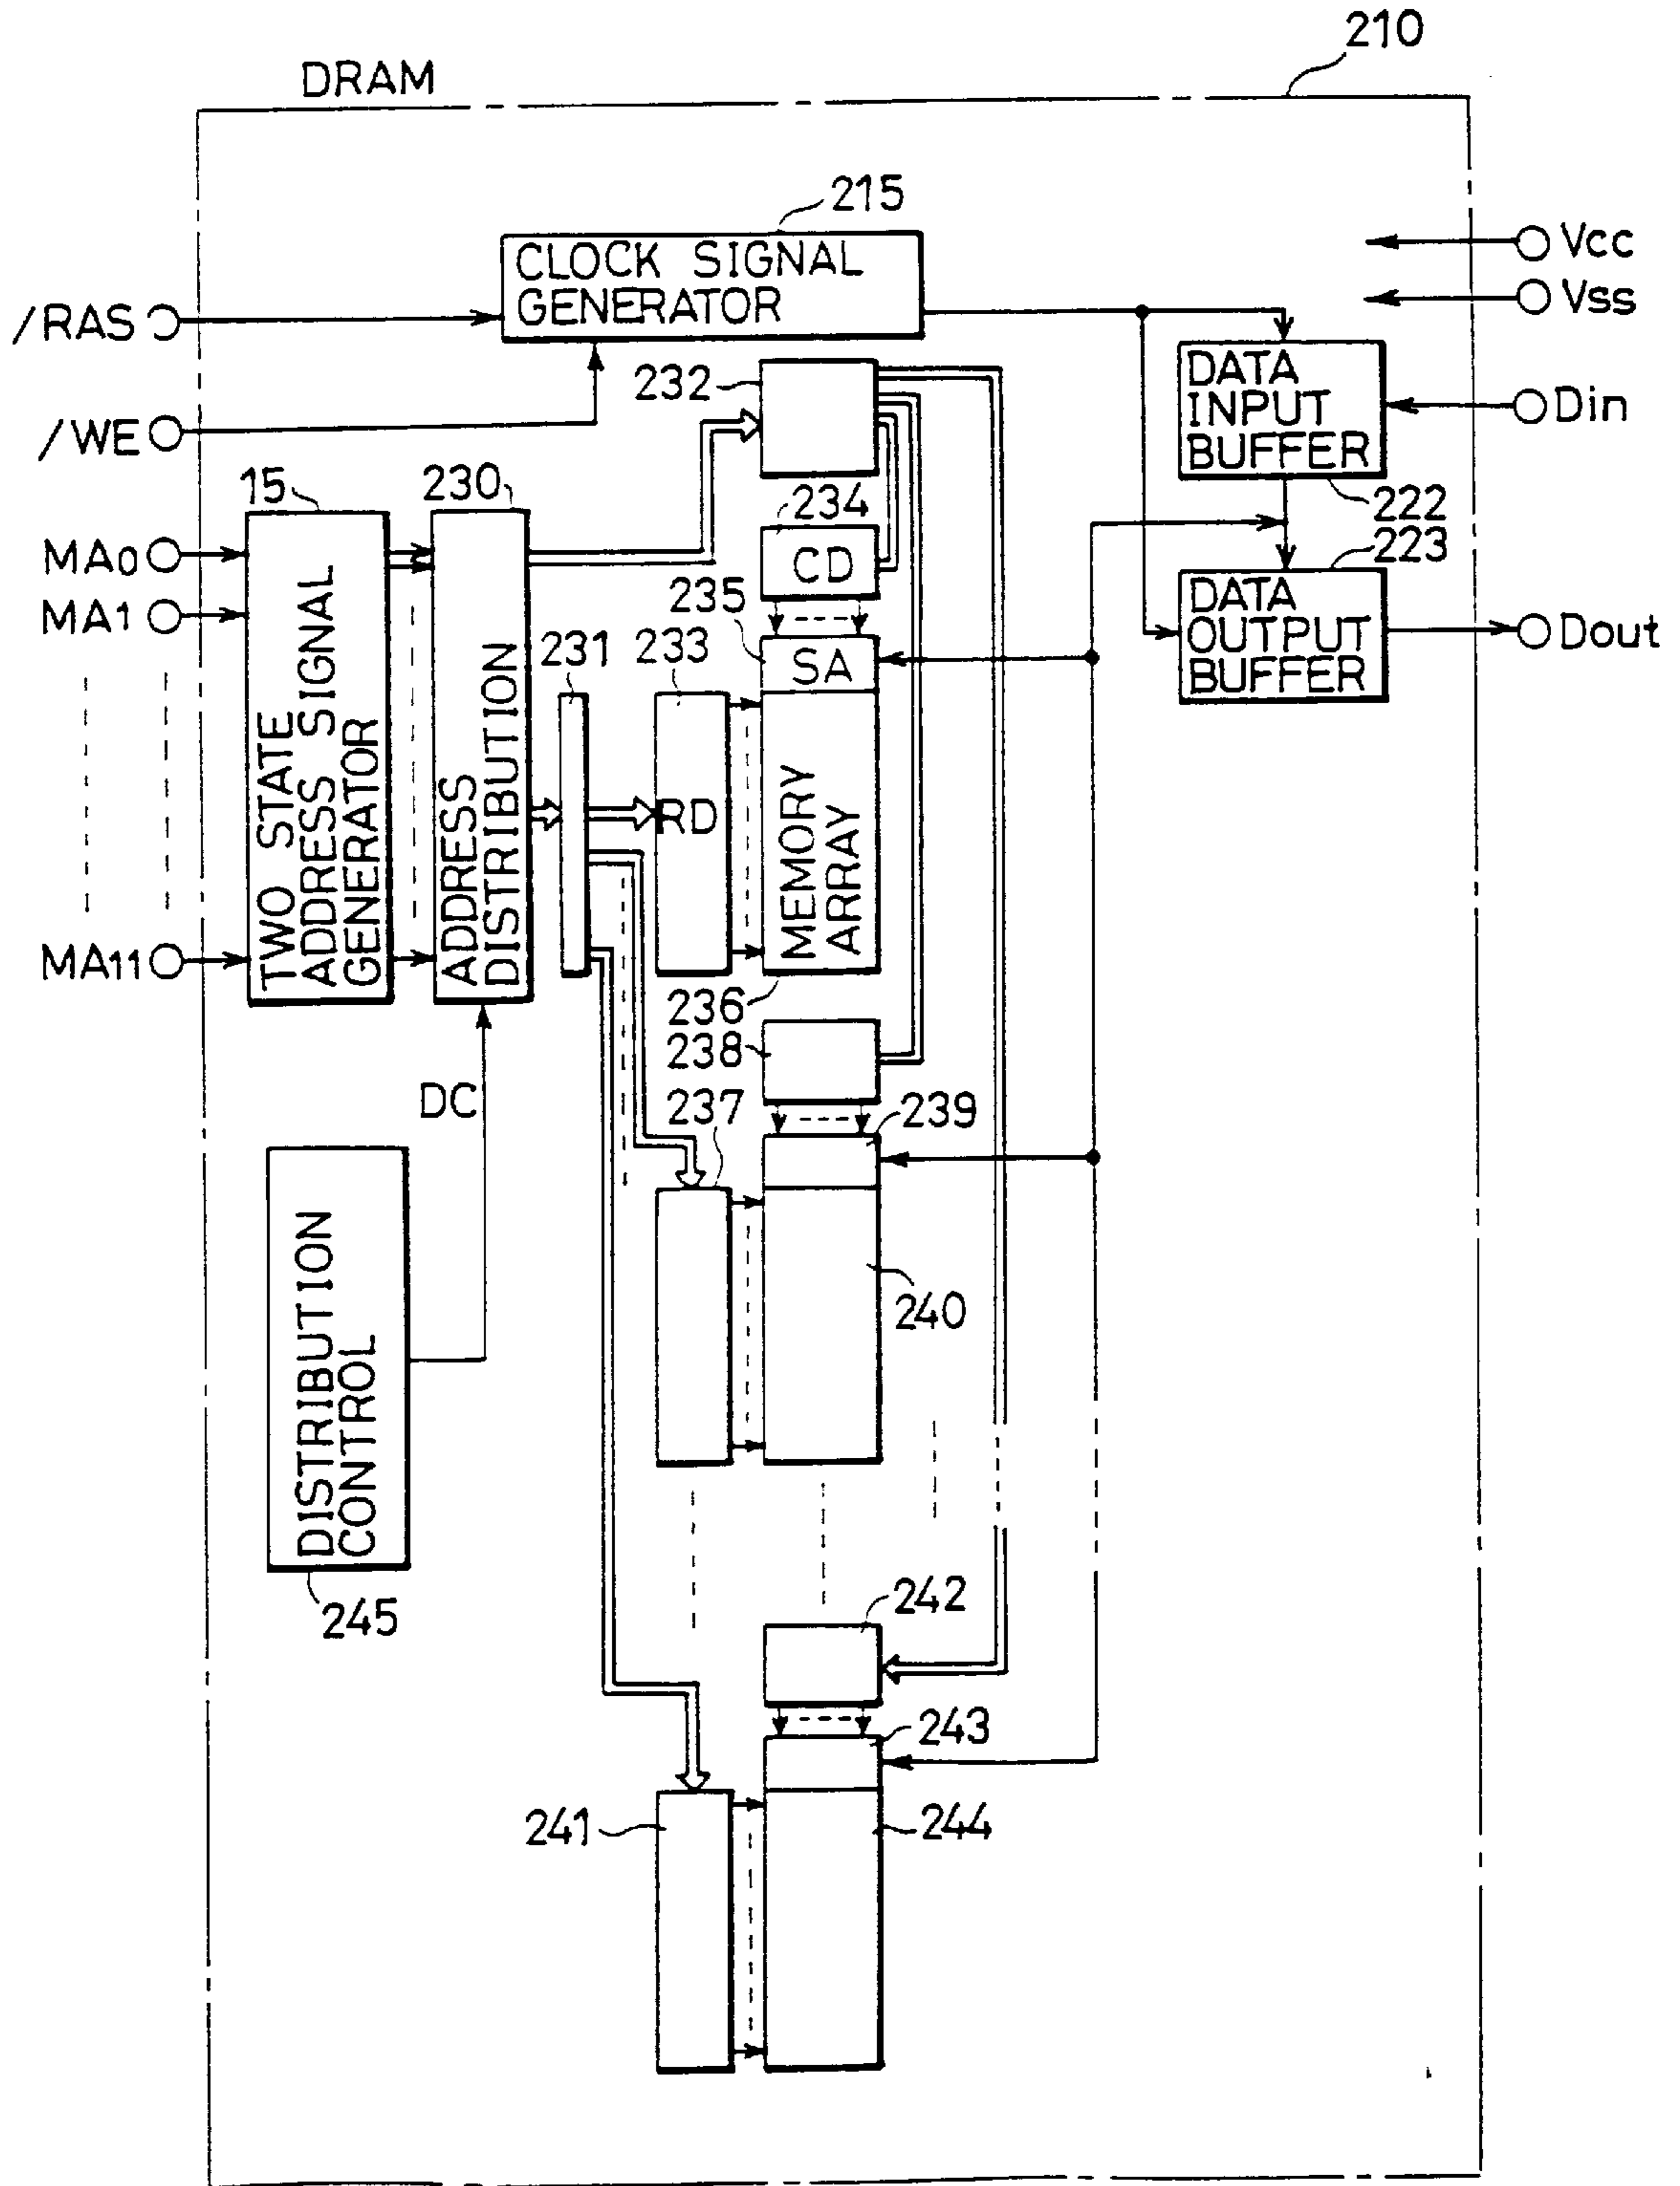 210
DRAM
215
CLOCK SIGNAL
GENERATOR
Vcc
Vss
/RAS
232
DATA
INPUT
BUFFER
Din
/WE
15
230
234
222
223
MA0
CD
235
DATA
OUTPUT
BUFFER
Dout
MA1
TWO STATE
ADDRESS SIGNAL
GENERATOR
ADDRESS
DISTRIBUTION
231
233
SA
RD
MEMORY
ARRAY
MA11
236
238
DC
237
239
240
DISTRIBUTION
CONTROL
245
242
243
241
244